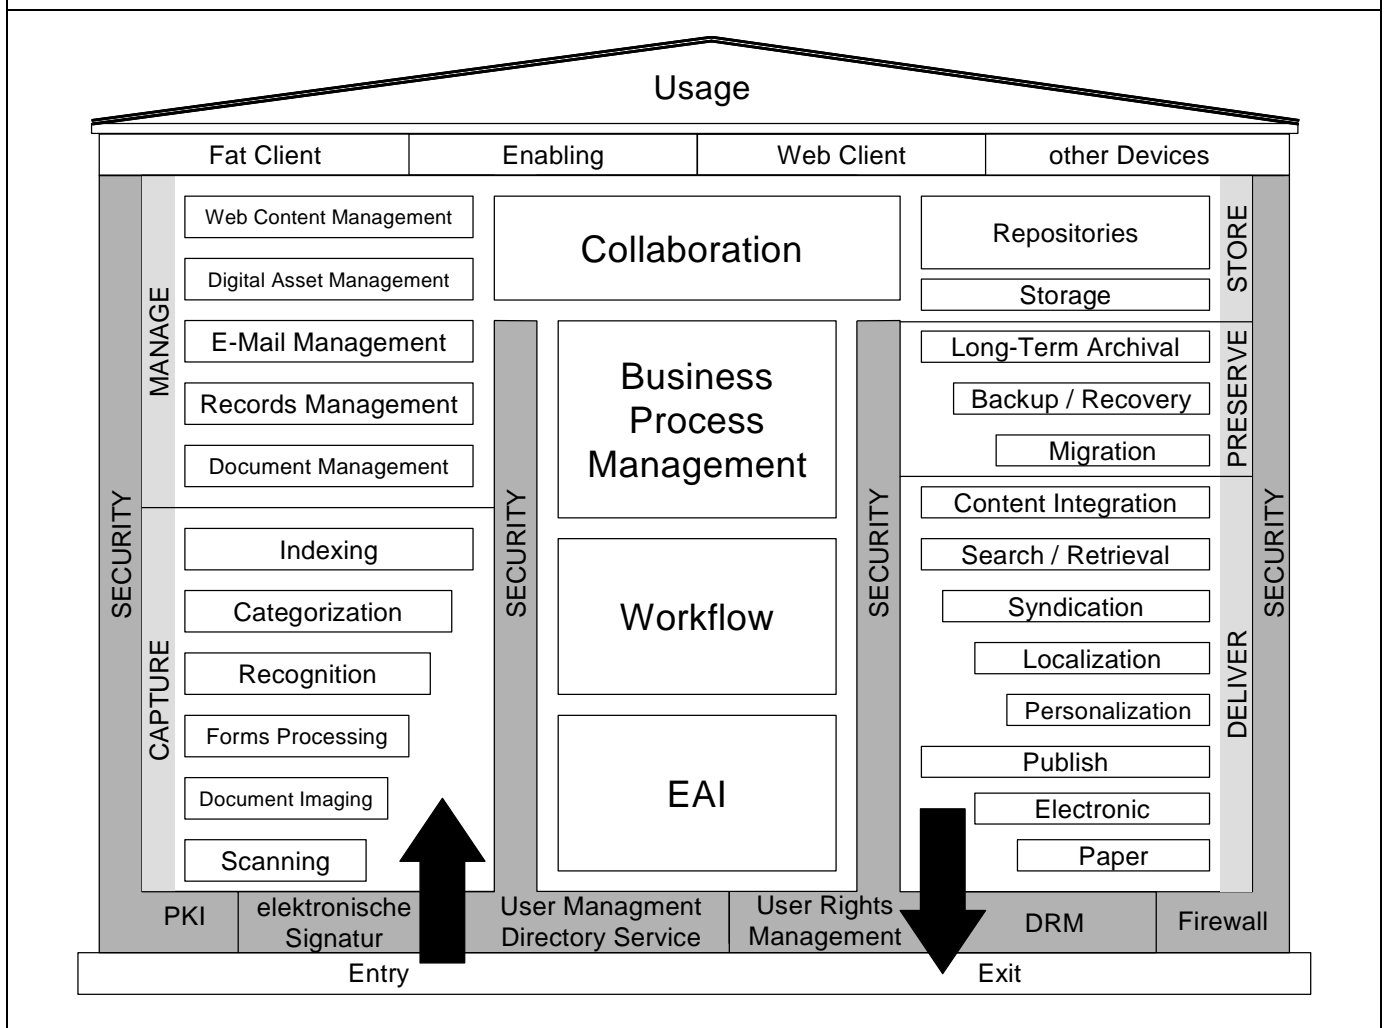 Usage
Fat Client
Enabling
Web Client
other Devices
SECURITY
MANAGE
Web Content Management
Digital Asset Management
E-Mail Management
Records Management
Document Management
CAPTURE
Indexing
Categorization
Recognition
Forms Processing
Document Imaging
Scanning
SECURITY
Collaboration
Business
Process
Management
Workflow
EAI
SECURITY
Repositories
Storage
STORE
Long-Term Archival
Backup / Recovery
Migration
PRESERVE
Content Integration
Search / Retrieval
Syndication
Localization
Personalization
Publish
Electronic
Paper
DELIVER
SECURITY
PKI
elektronische
Signatur
User Managment
Directory Service
User Rights
Management
DRM
Firewall
Entry
Exit